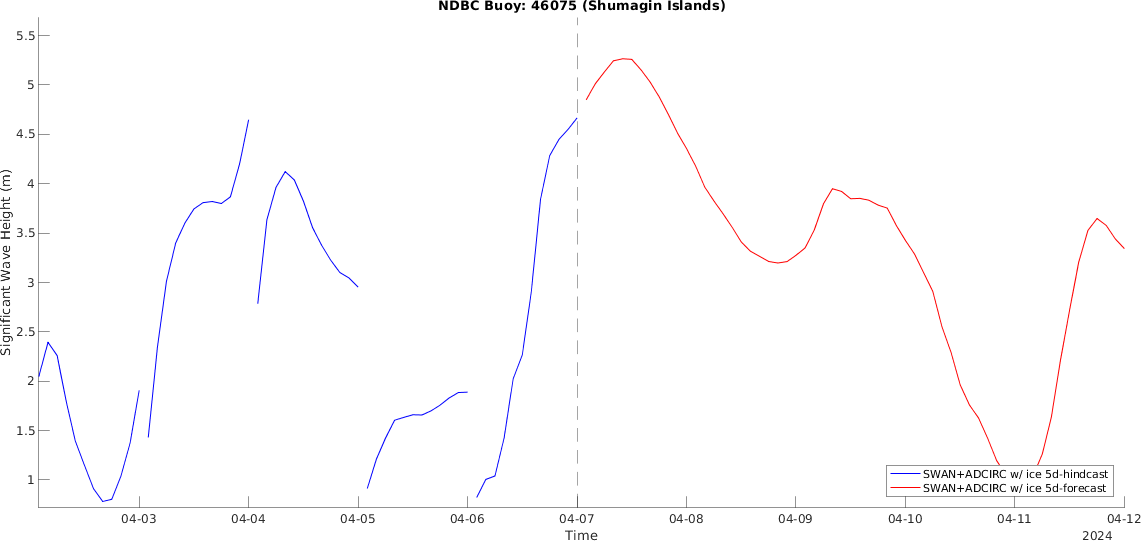 NDBC Buoy: 46075 (Shumagin Islands)
5.5
5
4.5
4
3.5
3
2.5
2
1.5
1
Significant Wave Height (m)
SWAN+ADCIRC w/ ice 5d-hindcast
SWAN+ADCIRC w/ ice 5d-forecast
04-03 04-04 04-05 04-06 04-07 04-08 04-09 04-10 04-11 04-12
Time
2024